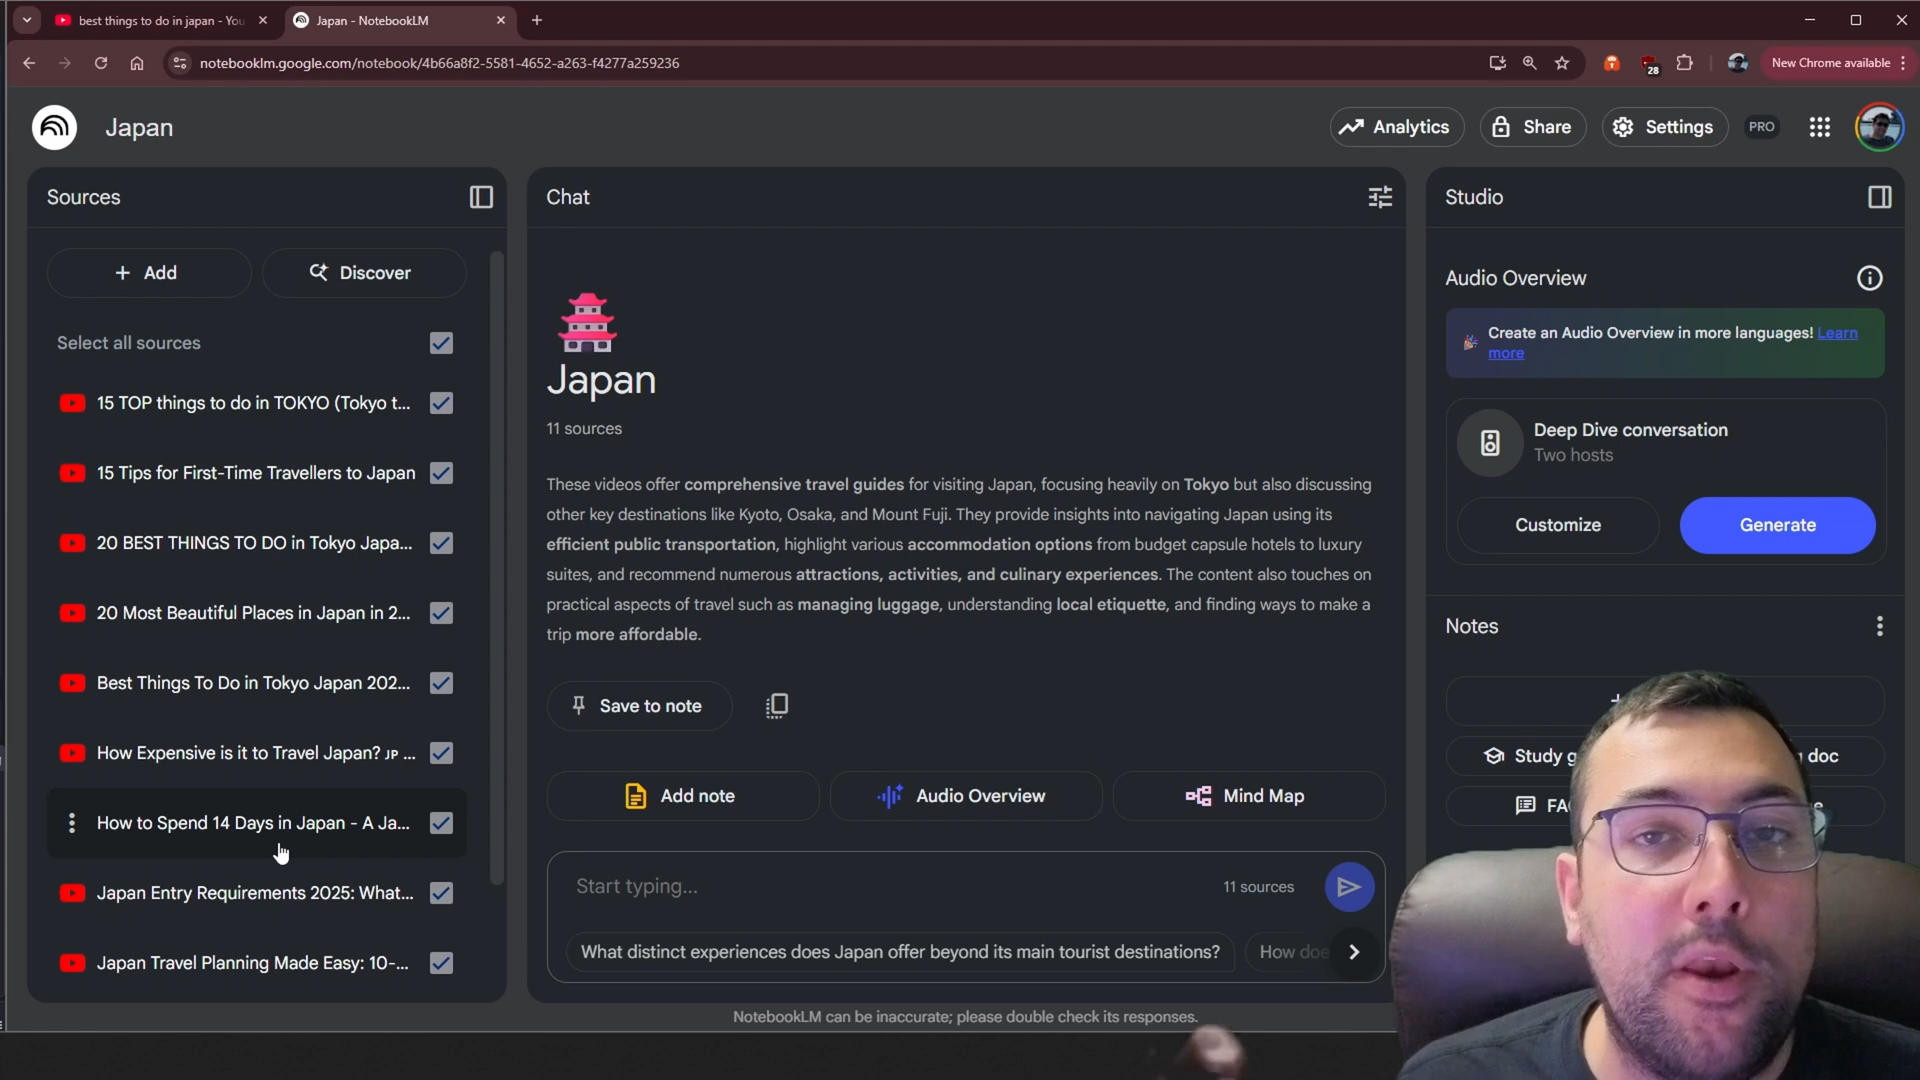 best things to do in japan - You
Japan - NotebookLM
notebooklm.google.com/notebook/4b66a8f2-5581-4652-a263-f4277a259236
28
New Chrome available
Japan
Analytics
Share
Settings
PRO
Sources
Add
Discover
Select all sources
15 TOP things to do in TOKYO (Tokyo t...
15 Tips for First-Time Travellers to Japan
20 BEST THINGS TO DO in Tokyo Japa...
20 Most Beautiful Places in Japan in 2...
Best Things To Do in Tokyo Japan 202...
How Expensive is it to Travel Japan? JP ...
How to Spend 14 Days in Japan - A Ja...
Japan Entry Requirements 2025: What...
Japan Travel Planning Made Easy: 10-...
Chat
Japan
11 sources
These videos offer comprehensive travel guides for visiting Japan, focusing heavily on Tokyo but also discussing
other key destinations like Kyoto, Osaka, and Mount Fuji. They provide insights into navigating Japan using its
efficient public transportation, highlight various accommodation options from budget capsule hotels to luxury
suites, and recommend numerous attractions, activities, and culinary experiences. The content also touches on
practical aspects of travel such as managing luggage, understanding local etiquette, and finding ways to make a
trip more affordable.
Save to note
Add note
Audio Overview
Mind Map
Start typing...
11 sources
What distinct experiences does Japan offer beyond its main tourist destinations?
How doe
NotebookLM can be inaccurate; please double check its responses.
Studio
Audio Overview
Create an Audio Overview in more languages! Learn
more
Deep Dive conversation
Two hosts
Customize
Generate
Notes
Study g
doc
FA